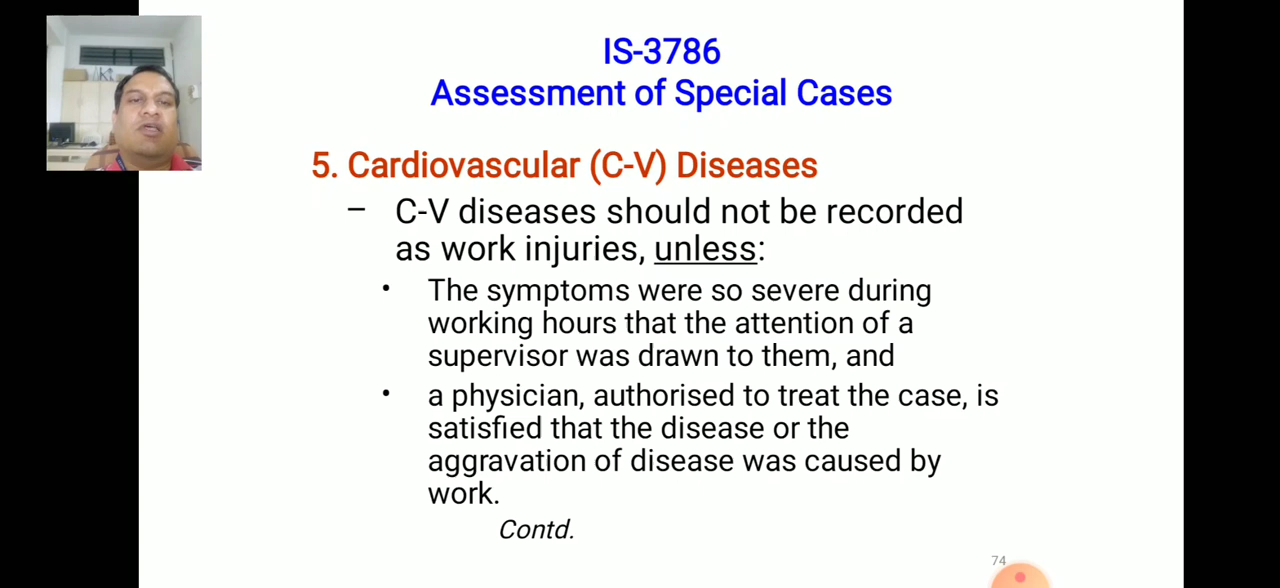 IS-3786
Assessment of Special Cases
5. Cardiovascular (C-V) Diseases
– C-V diseases should not be recorded
as work injuries, unless:
• The symptoms were so severe during
working hours that the attention of a
supervisor was drawn to them, and
• a physician, authorised to treat the case, is
satisfied that the disease or the
aggravation of disease was caused by
work.
Contd.
74